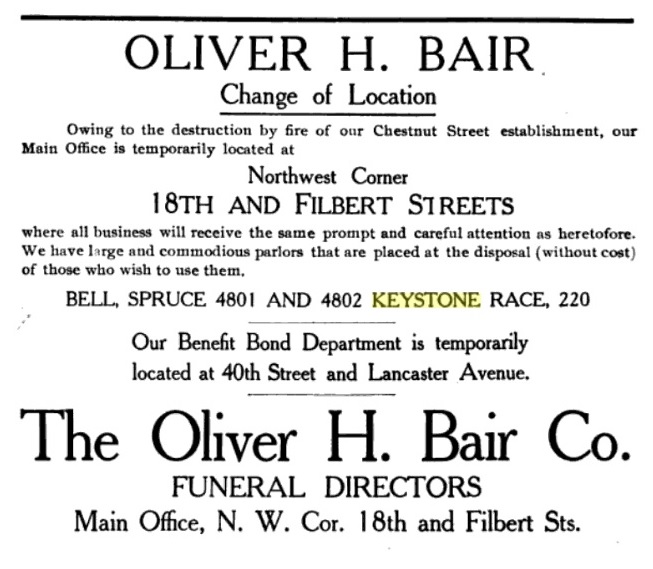 OLIVER H. BAIR
Change of Location
Owing to the destruction by fire of our Chestnut Street establishment, our
Main Office is temporarily located at
Northwest Corner
18TH AND FILBERT STREETS
where all business will receive the same prompt and careful attention as heretofore.
We have large and commodious parlors that are placed at the disposal (without cost)
of those who wish to use them.
BELL, SPRUCE 4801 AND 4802 KEYSTONE RACE, 220
Our Benefit Bond Department is temporarily
located at 40th Street and Lancaster Avenue.
The Oliver H. Bair Co.
FUNERAL DIRECTORS
Main Office, N. W. Cor. 18th and Filbert Sts.